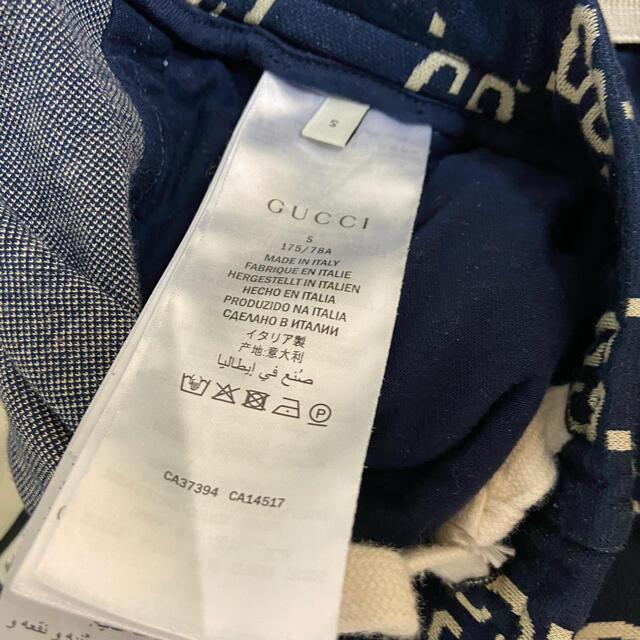 S
GUCCI
S
175/78A
MADE IN ITALY
FABRIQUE EN ITALIE
HERGESTELLT IN ITALIEN
HECHO EN ITALIA
PRODUZIDO NA ITALIA
СДЕЛАНО В ИТАЛИИ
イタリア製
产地:意大利
صنع في إيطاليا
P
CA37394 CA14517